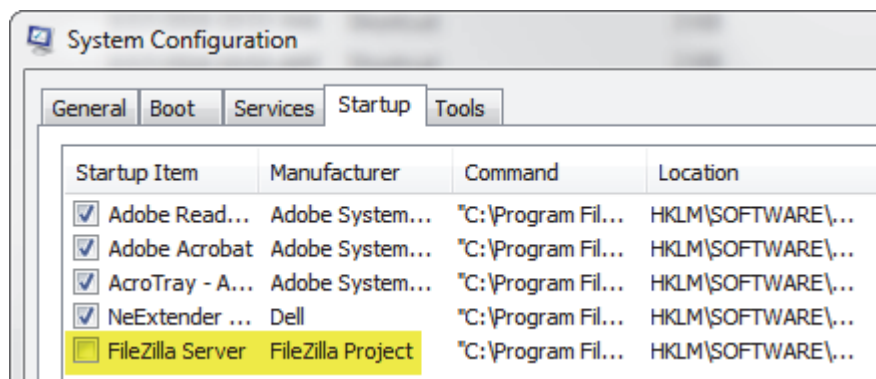 System Configuration
General Boot Services Startup Tools
Startup Item Manufacturer Command Location
Adobe Read... Adobe System... "C:\Program Fil... HKLM\SOFTWARE\...
Adobe Acrobat Adobe System... "C:\Program Fil... HKLM\SOFTWARE\...
AcroTray - A... Adobe System... "C:\Program Fil... HKLM\SOFTWARE\...
NeExtender ... Dell "C:\Program Fil... HKLM\SOFTWARE\...
FileZilla Server FileZilla Project "C:\Program Fil... HKLM\SOFTWARE\...